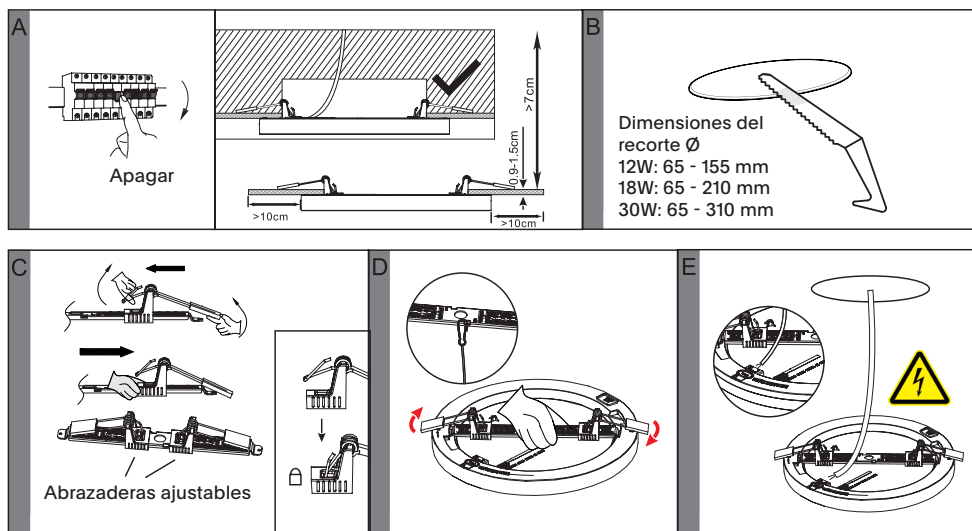 A
Apagar
>7cm
0.9-1.5cm
>10cm
>10cm
B
Dimensiones del
recorte Ø
12W: 65 - 155 mm
18W: 65 - 210 mm
30W: 65 - 310 mm
C
Abrazaderas ajustables
D
E